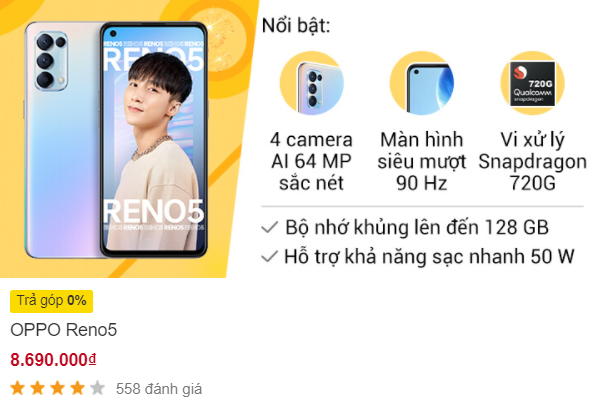 Nổi bật:
RENO5 RENO5 RENO5
RENO5
4 camera
AI 64 MP
sắc nét
Màn hình
siêu mượt
90 Hz
720G
Qualcomm
snapdragon
Vi xử lý
Snapdragon
720G
RENO5
Bộ nhớ khủng lên đến 128 GB
Hỗ trợ khả năng sạc nhanh 50 W
Trả góp 0%
OPPO Reno5
8.690.000₫
558 đánh giá